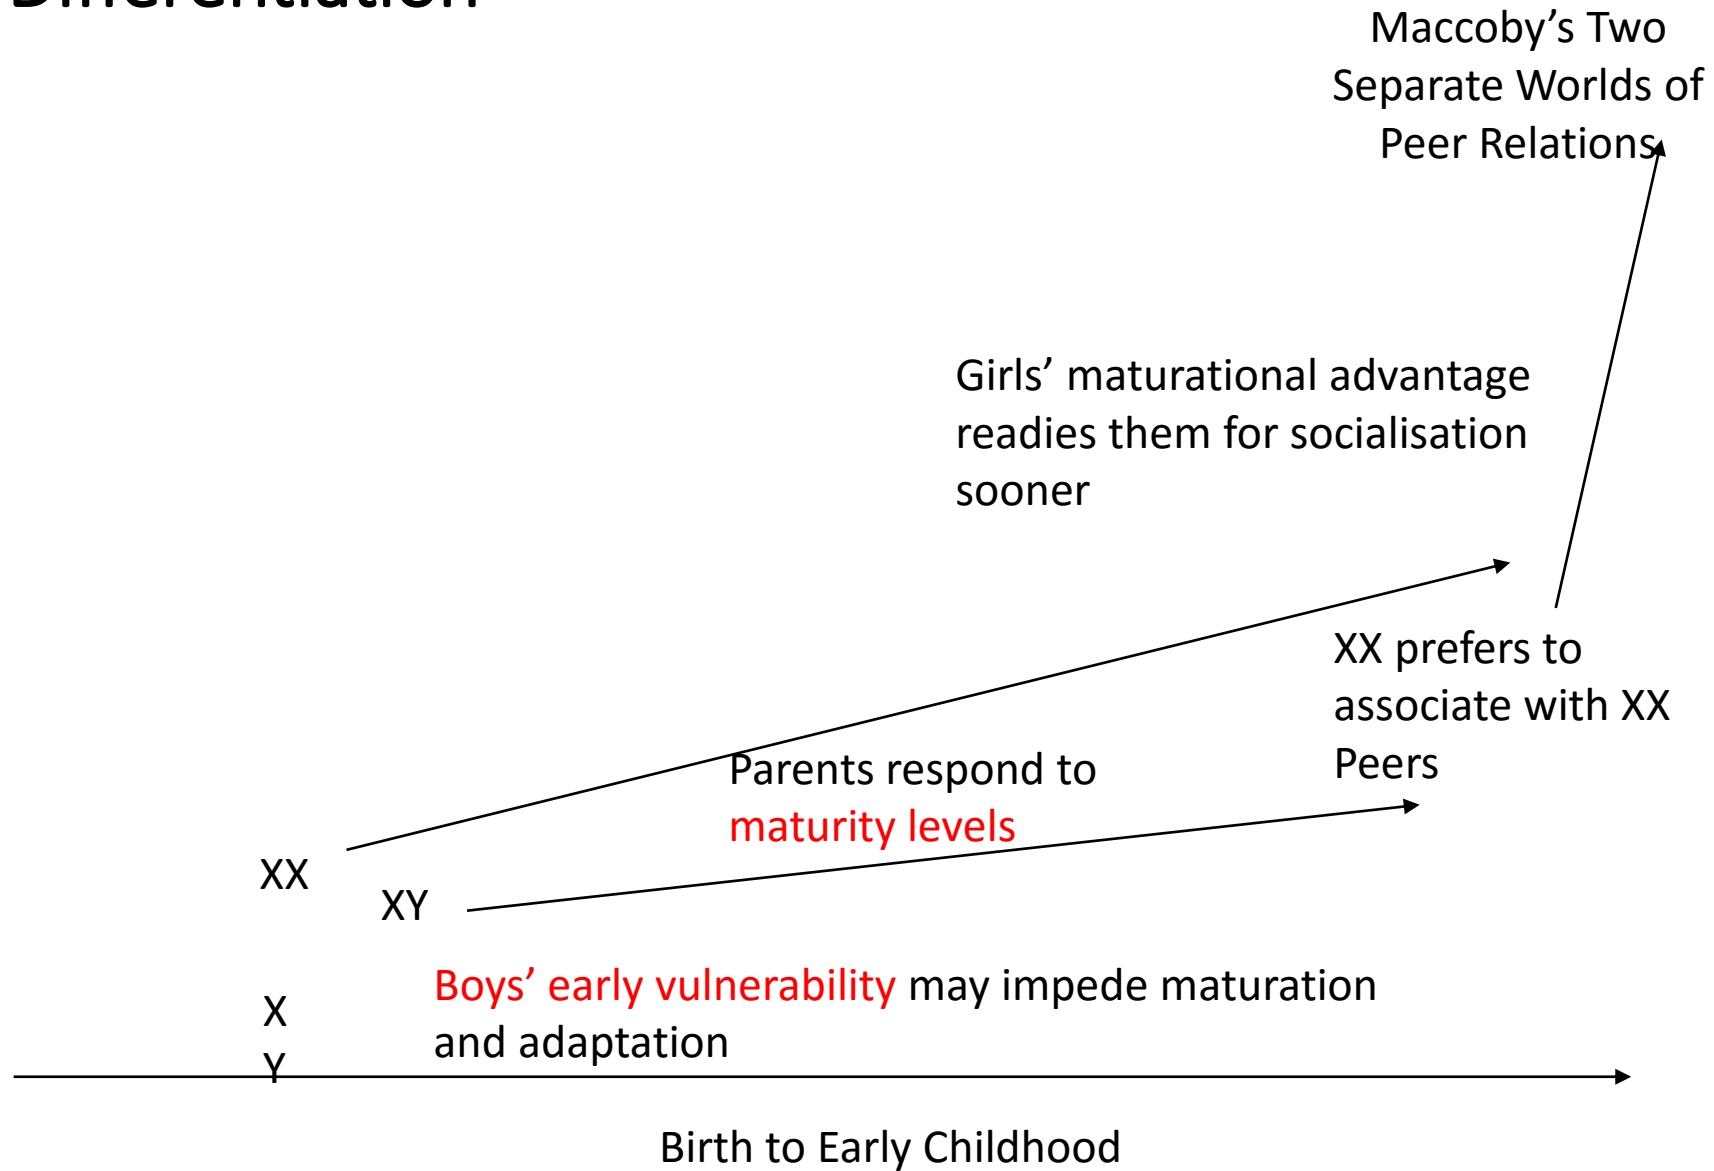 Differentiation
Maccoby’s Two
Separate Worlds of
Peer Relations
Girls’ maturational advantage
readies them for socialisation
sooner
XX prefers to
associate with XX
Peers
Parents respond to
maturity levels
XX
XY
Boys’ early vulnerability may impede maturation
and adaptation
X
Y
Birth to Early Childhood